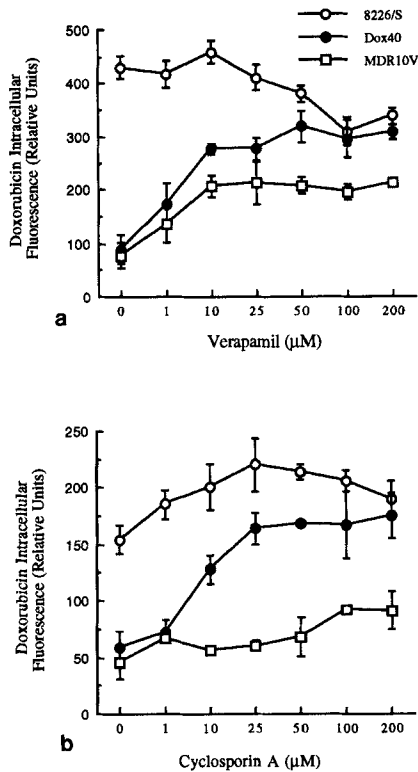 8226/S
Dox40
MDR10V
500
400
300
200
100
0
Doxorubicin Intracellular
Fluorescence (Relative Units)
0 1 10 25 50 100 200
a
Verapamil (μM)
250
200
150
100
50
0
Doxorubicin Intracellular
Fluorescence (Relative Units)
0 1 10 25 50 100 200
b
Cyclosporin A (μM)